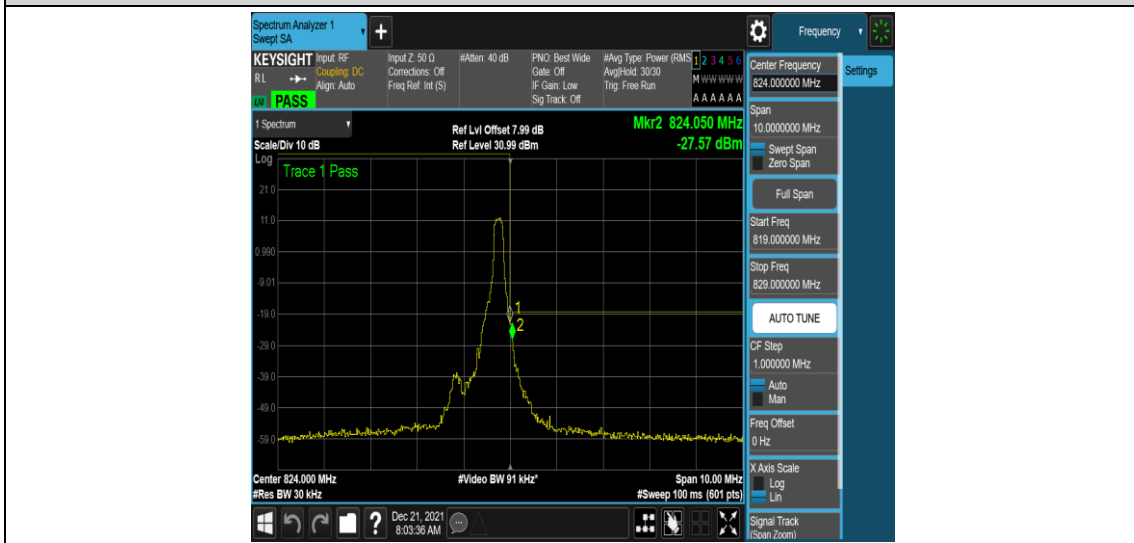 Spectrum Analyzer 1
Swept SA
+
Frequency
KEYSIGHT
RL
PASS
Input: RF
Coupling: DC
Align: Auto
Input Z: 50 Ω
Corrections: Off
Freq Ref: Int (S)
#Atten: 40 dB
PNO: Best Wide
Gate: Off
IF Gain: Low
Sig Track: Off
#Avg Type: Power (RMS
Avg|Hold: 30/30
Trig: Free Run
1 2 3 4 5 6
M W W W W W
A A A A A A
1 Spectrum
Scale/Div 10 dB
Ref Lvl Offset 7.99 dB
Ref Level 30.99 dBm
Mkr2 824.050 MHz
-27.57 dBm
Log
Trace 1 Pass
21.0
11.0
0.990
-9.01
-19.0
-29.0
-39.0
-49.0
-59.0
1
2
Center 824.000 MHz
#Res BW 30 kHz
#Video BW 91 kHz*
Span 10.00 MHz
#Sweep 100 ms (601 pts)
Center Frequency
824.000000 MHz
Settings
Span
10.0000000 MHz
Swept Span
Zero Span
Full Span
Start Freq
819.000000 MHz
Stop Freq
829.000000 MHz
AUTO TUNE
CF Step
1.000000 MHz
Auto
Man
Freq Offset
0 Hz
X Axis Scale
Log
Lin
Signal Track
(Span Zoom)
?
Dec 21, 2021
8:03:36 AM